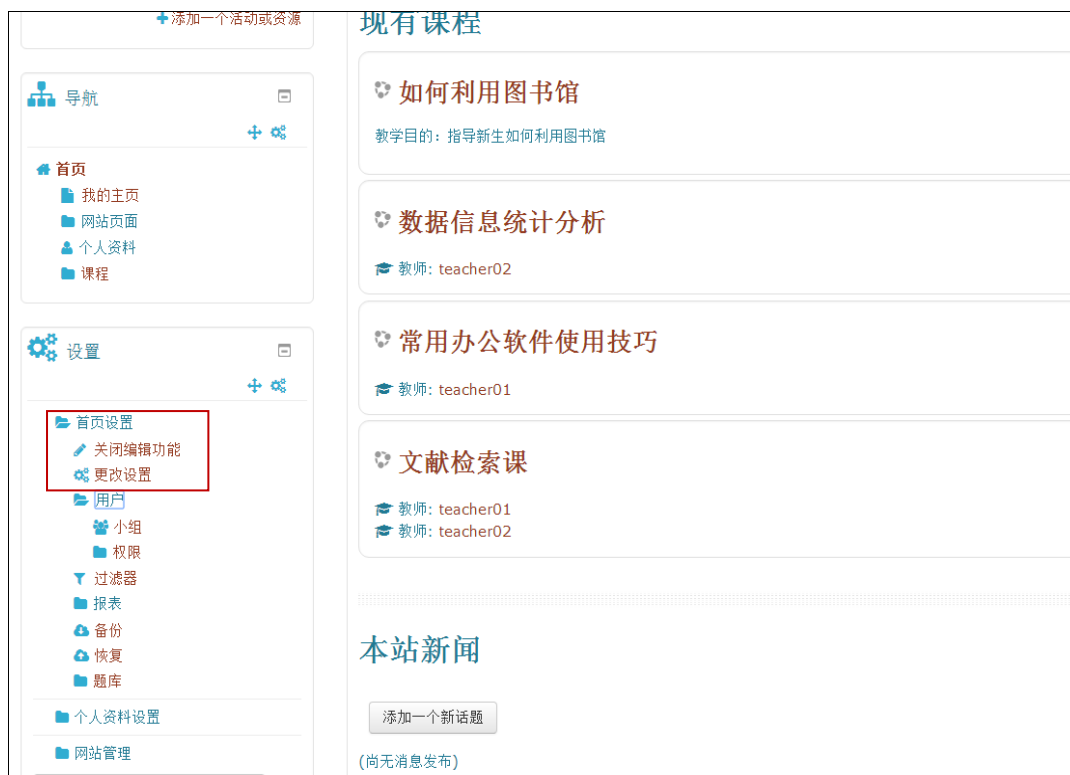 添加一个活动或资源
导航
首页
我的主页
网站页面
个人资料
课程
设置
首页设置
关闭编辑功能
更改设置
用户
小组
权限
过滤器
报表
备份
恢复
题库
个人资料设置
网站管理
现有课程
如何利用图书馆
教学目的：指导新生如何利用图书馆
数据信息统计分析
教师: teacher02
常用办公软件使用技巧
教师: teacher01
文献检索课
教师: teacher01
教师: teacher02
本站新闻
添加一个新话题
(尚无消息发布)